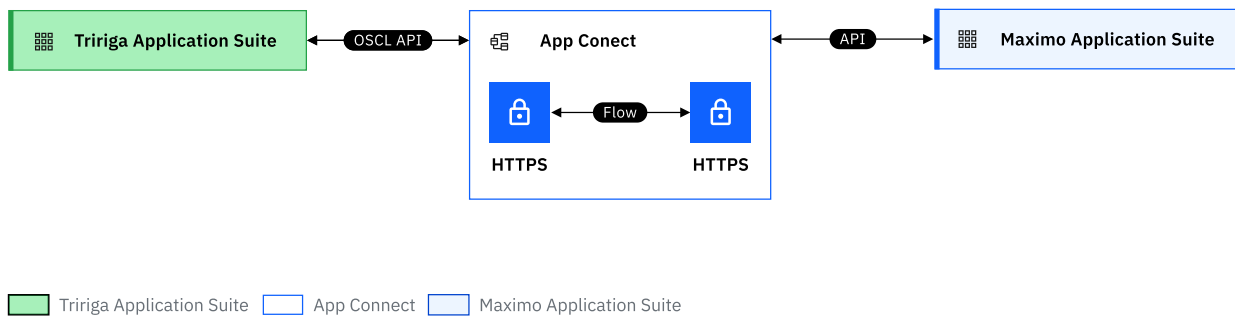 Tririga Application Suite
OSCL API
App Conect
API
Maximo Application Suite
Flow
HTTPS
HTTPS
Tririga Application Suite
App Connect
Maximo Application Suite